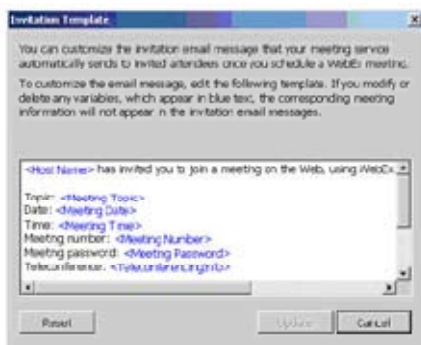 Invitation Template
You can customize the invitation email message that your meeting service
automatically sends to invited attendees once you schedule a WebEx meeting.
To customize the email message, edit the following template. If you modify or
delete any variables, which appear in blue text, the corresponding meeting
information will not appear in the invitation email messages.
<Host Name> has invited you to join a meeting on the Web, using WebEx
Topic: <Meeting Topic>
Date: <Meeting Date>
Time: <Meeting Time>
Meeting number: <Meeting Number>
Meeting password: <Meeting Password>
Teleconference: <TeleconferencingInfo>
Reset Update Cancel